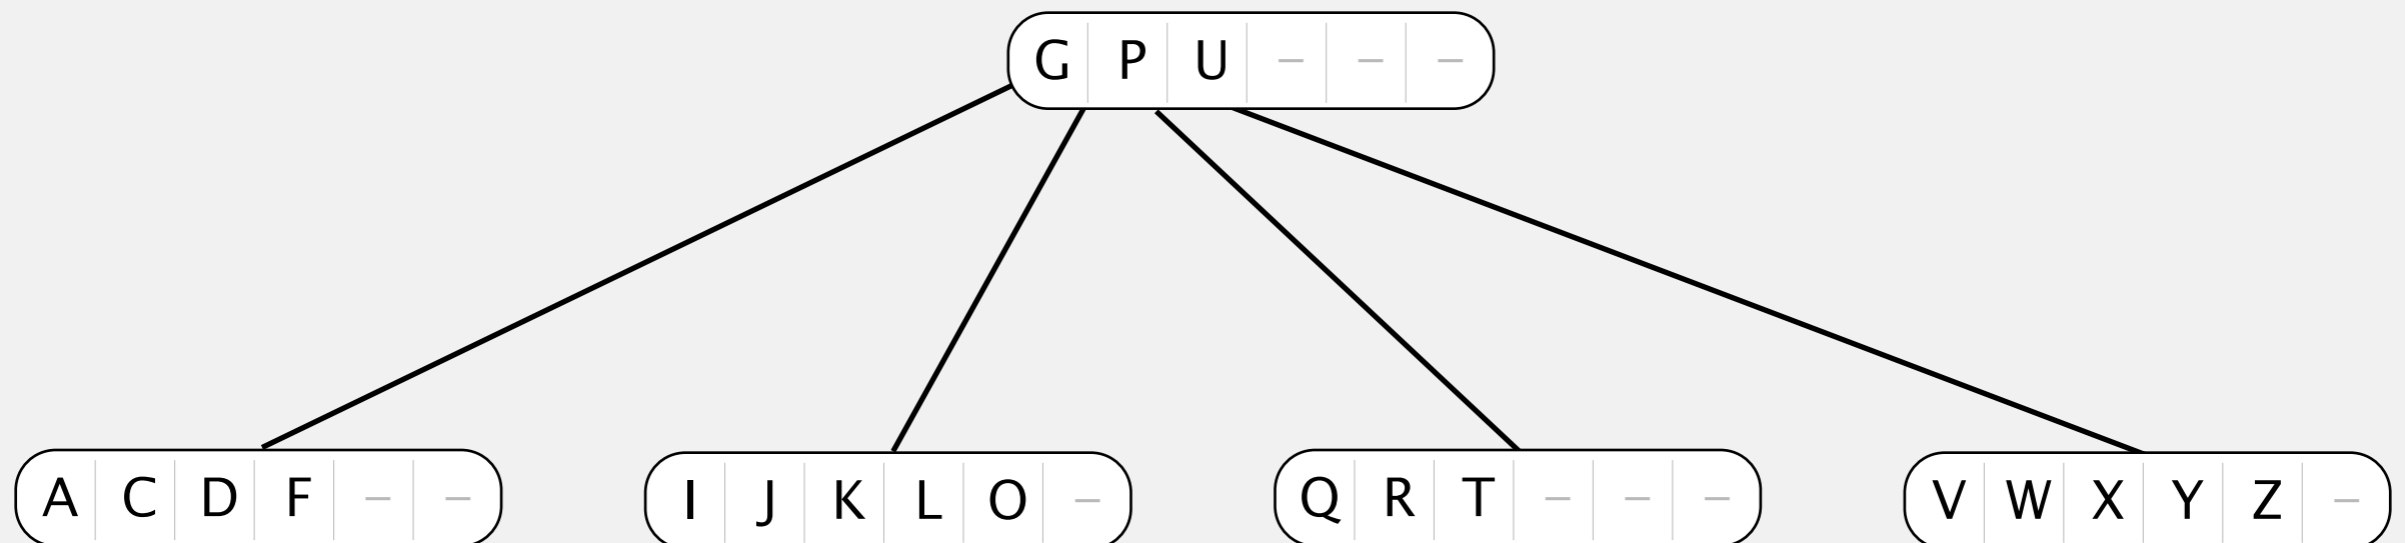 G P U – – –
A C D F – –
I J K L O –
Q R T – – –
V W X Y Z –